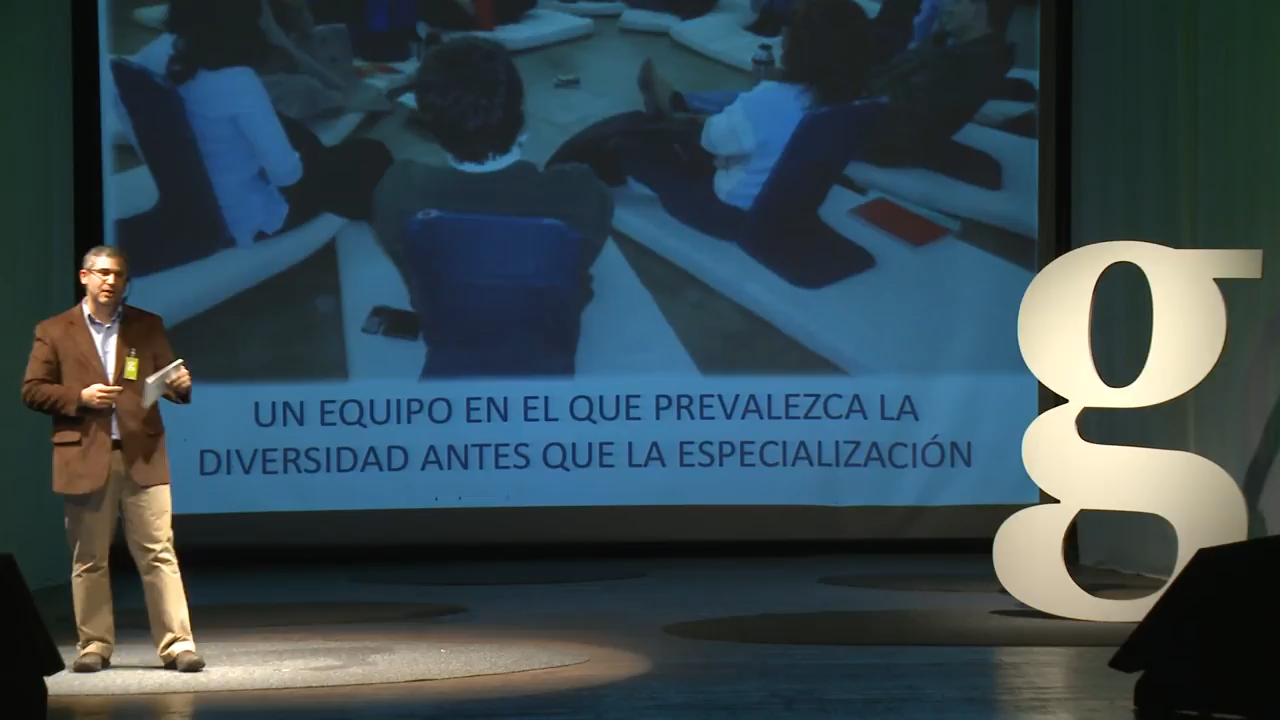 UN EQUIPO EN EL QUE PREVALEZCA LA
DIVERSIDAD ANTES QUE LA ESPECIALIZACIÓN
g